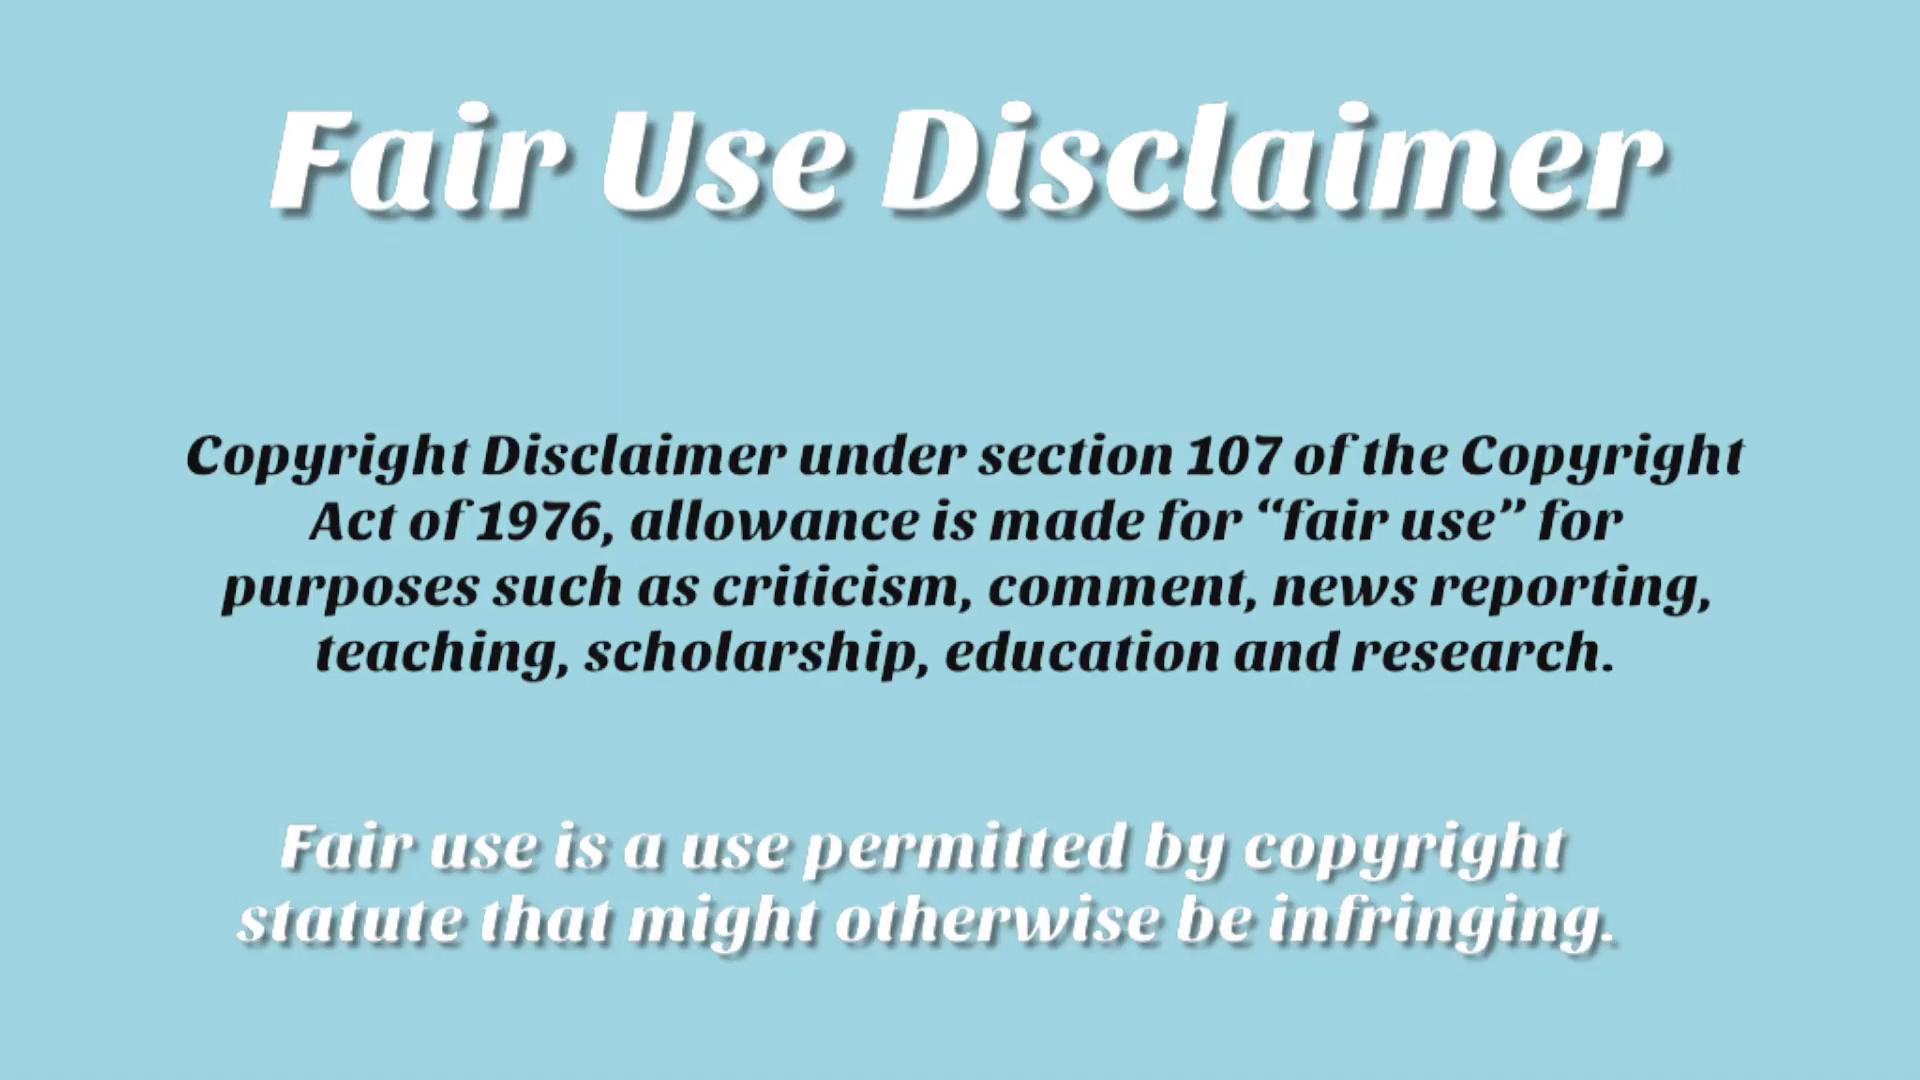 Fair Use Disclaimer
Copyright Disclaimer under section 107 of the Copyright
Act of 1976, allowance is made for “fair use” for
purposes such as criticism, comment, news reporting,
teaching, scholarship, education and research.
Fair use is a use permitted by copyright
statute that might otherwise be infringing.